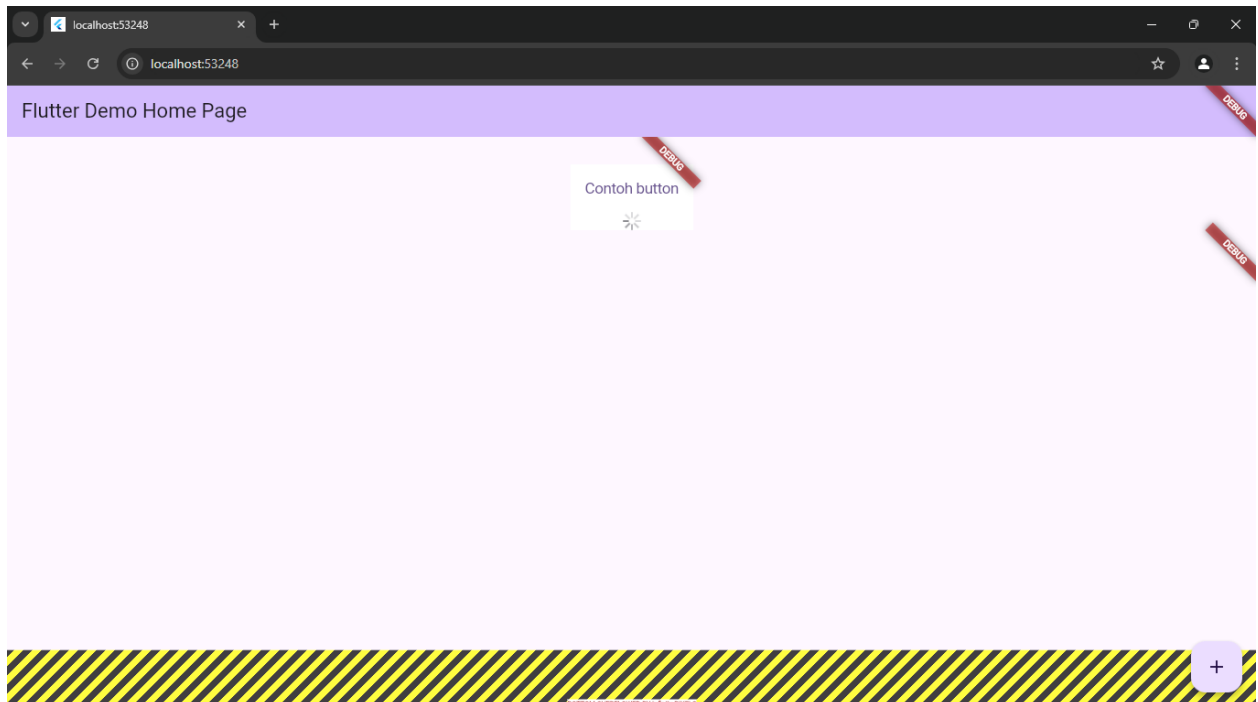 localhost:53248
localhost:53248
Flutter Demo Home Page
DEBUG
DEBUG
Contoh button
DEBUG